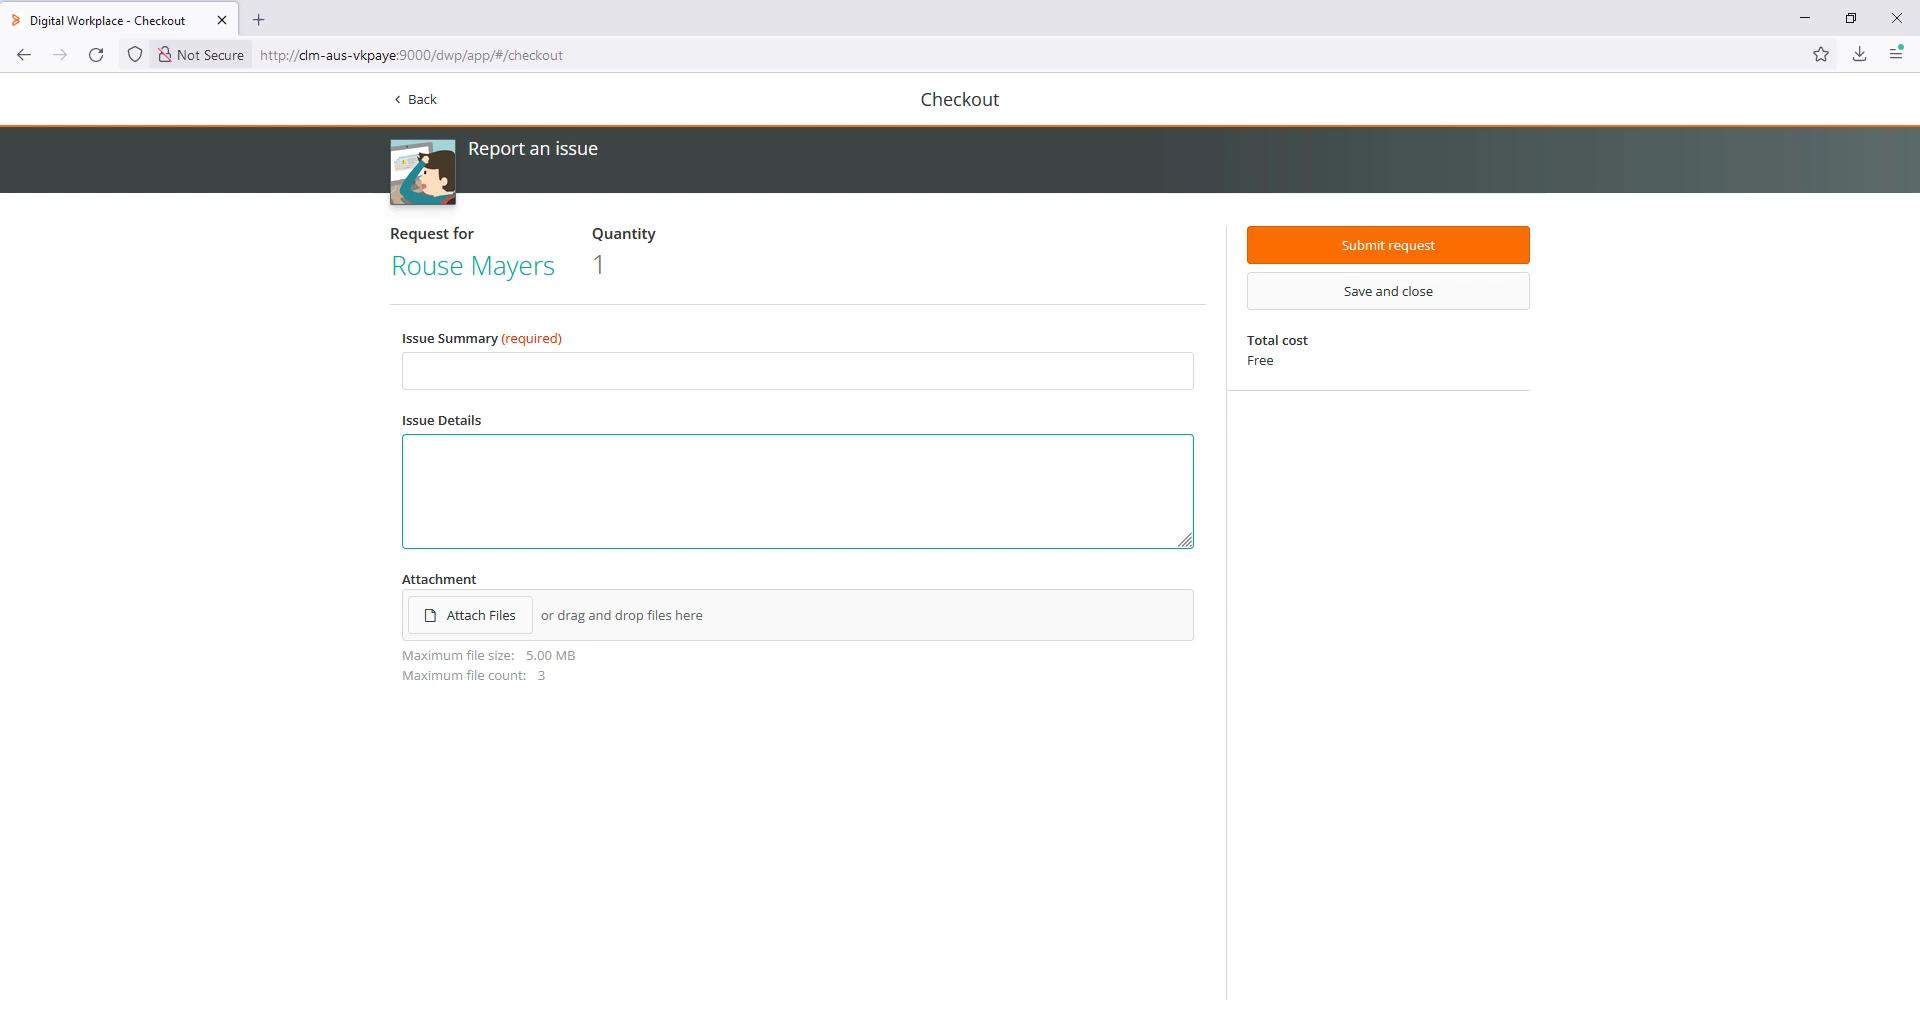 Digital Workplace - Checkout
Not Secure http://clm-aus-vkpaye:9000/dwp/app/#/checkout
Back
Checkout
Report an issue
Request for
Quantity
Rouse Mayers
1
Submit request
Save and close
Total cost
Free
Issue Summary (required)
Issue Details
Attachment
Attach Files or drag and drop files here
Maximum file size: 5.00 MB
Maximum file count: 3